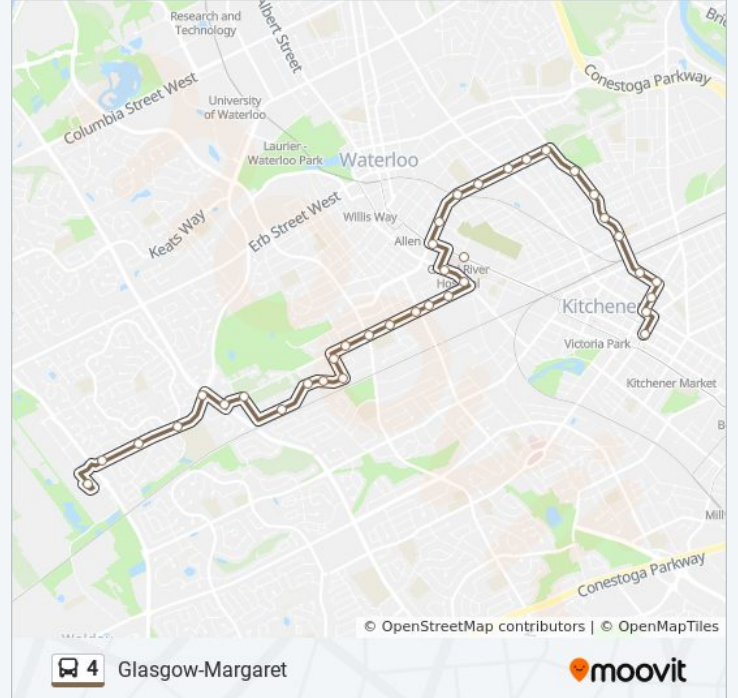 Research and
Technology
Albert Street
Bri
Conestoga Parkway
Columbia Street West
University
of Waterloo
Laurier -
Waterloo Park
Waterloo
Keats Way
Erb Street West
Willis Way
Allen
River
Kitchene
Victoria Park
Kitchener Market
B
Mill
Conestoga Parkway
© OpenStreetMap contributors | © OpenMapTiles
4 Glasgow-Margaret
moovit